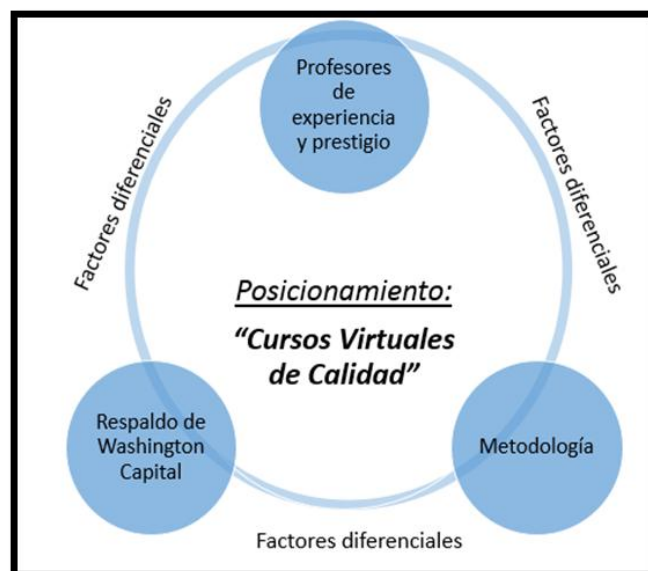 Profesores
de
experiencia
y prestigio
Factores diferenciales
Factores diferenciales
Posicionamiento:
“Cursos Virtuales
de Calidad”
Respaldo de
Washington
Capital
Metodología
Factores diferenciales